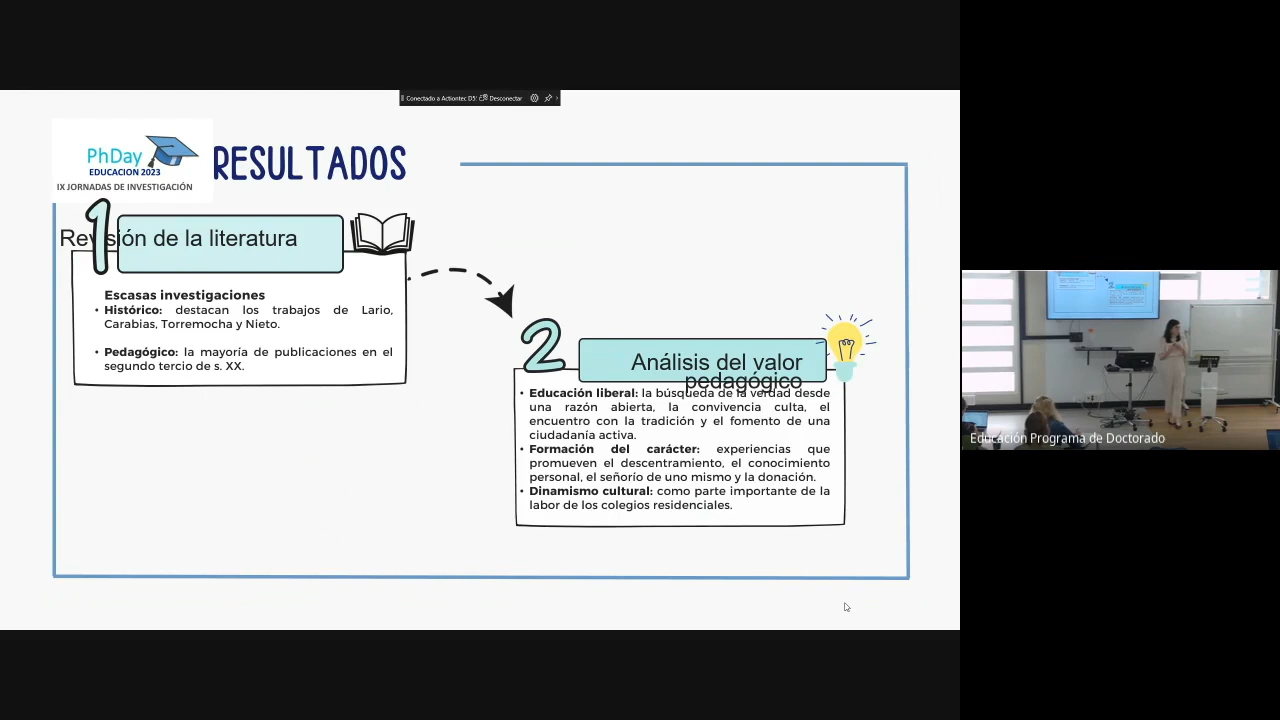 Conectado a Actiontec D5: Desconectar
PhDay
EDUCACION 2023
IX JORNADAS DE INVESTIGACIÓN
RESULTADOS
1
Revisión de la literatura
Escasas investigaciones
• Histórico: destacan los trabajos de Lario,
Carabias, Torremocha y Nieto.
• Pedagógico: la mayoría de publicaciones en el
segundo tercio de s. XX.
2
Análisis del valor
pedagógico
• Educación liberal: la búsqueda de la verdad desde
una razón abierta, la convivencia culta, el
encuentro con la tradición y el fomento de una
ciudadanía activa.
• Formación del carácter: experiencias que
promueven el descentramiento, el conocimiento
personal, el señorío de uno mismo y la donación.
• Dinamismo cultural: como parte importante de la
labor de los colegios residenciales.
Educación Programa de Doctorado